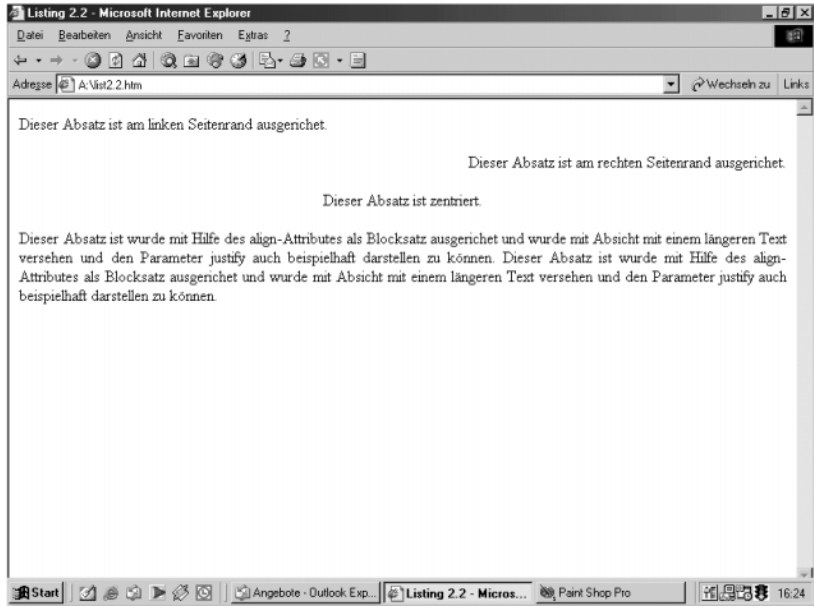 Listing 2.2 - Microsoft Internet Explorer
Datei Bearbeiten Ansicht Favoriten Extras ?
Adresse A:\list2.2.htm Wechseln zu Links
Dieser Absatz ist am linken Seitenrand ausgerichet.
Dieser Absatz ist am rechten Seitenrand ausgerichet.
Dieser Absatz ist zentriert.
Dieser Absatz ist wurde mit Hilfe des align-Attributes als Blocksatz ausgerichet und wurde mit Absicht mit einem längeren Text
versehen und den Parameter justify auch beispielhaft darstellen zu können. Dieser Absatz ist wurde mit Hilfe des align-
Attributes als Blocksatz ausgerichet und wurde mit Absicht mit einem längeren Text versehen und den Parameter justify auch
beispielhaft darstellen zu können.
Start Angebote - Outlook Exp... Listing 2.2 - Micros... Paint Shop Pro 16:24